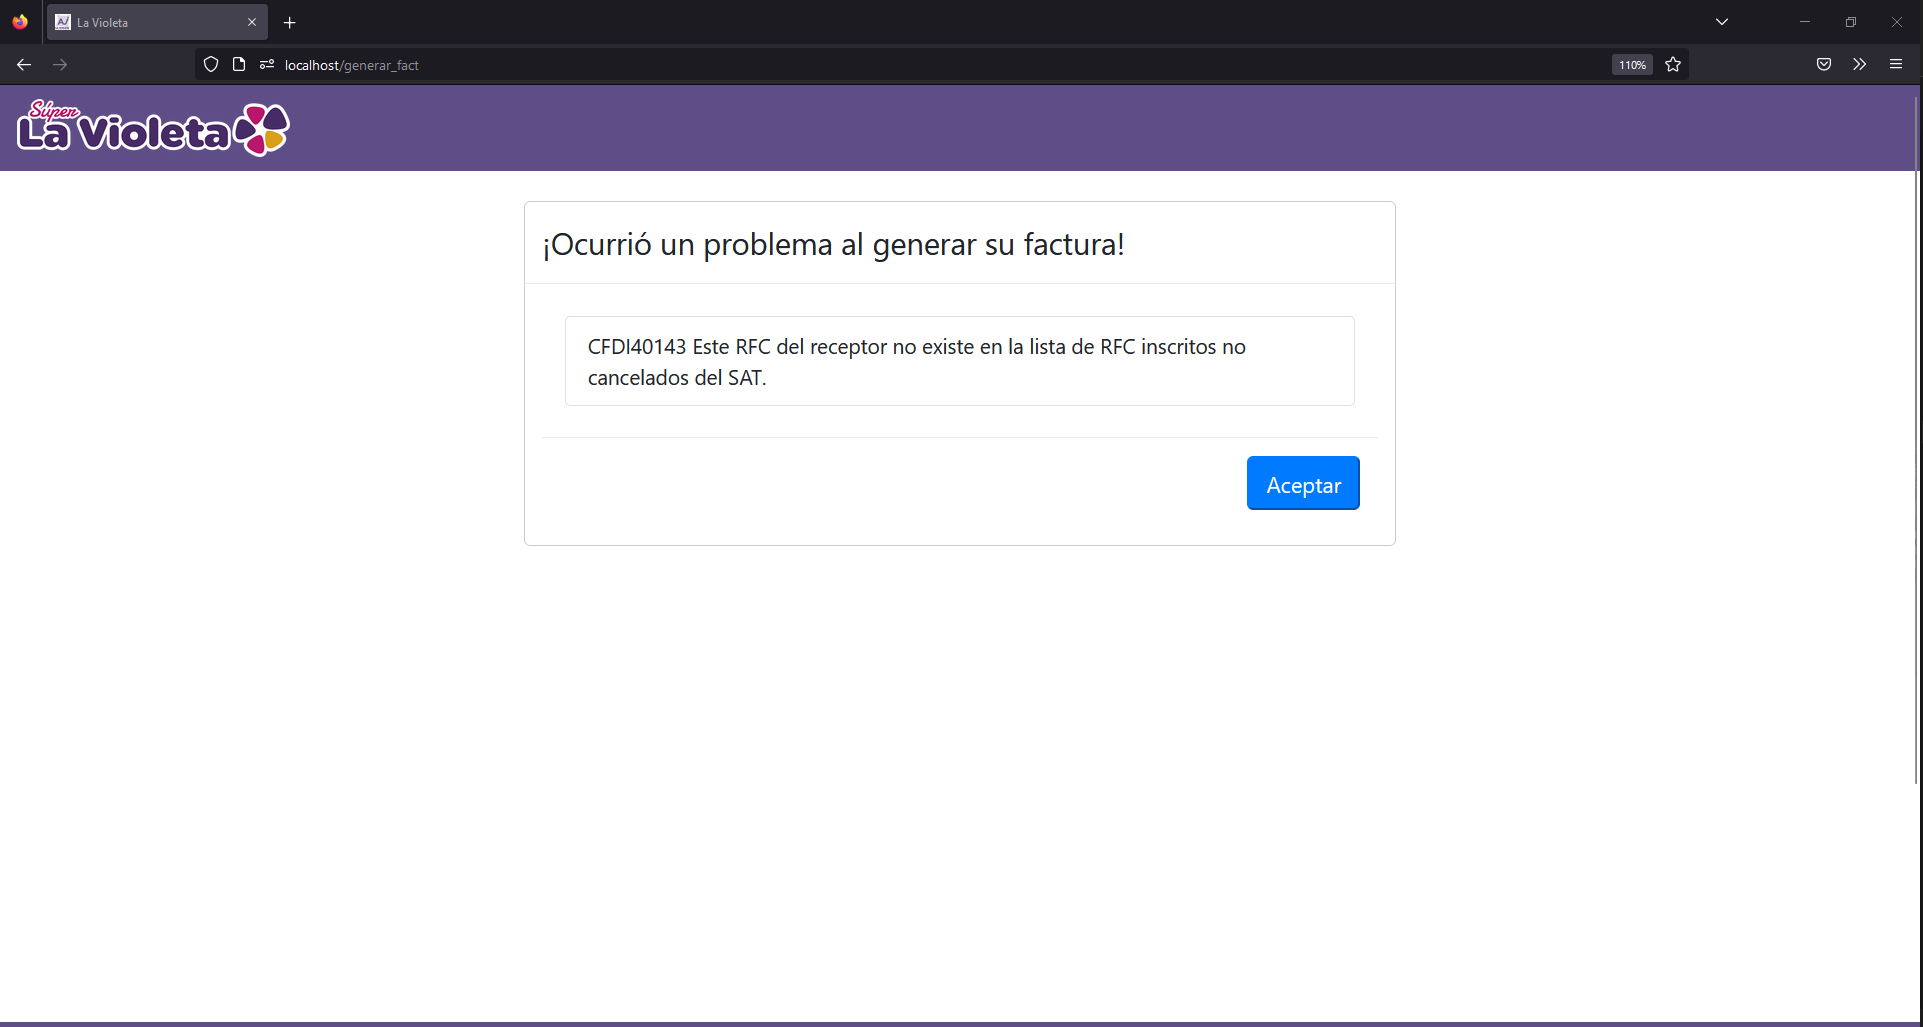 La Violeta
localhost/generar_fact
110%
Súper
La Violeta
¡Ocurrió un problema al generar su factura!
CFDI40143 Este RFC del receptor no existe en la lista de RFC inscritos no
cancelados del SAT.
Aceptar